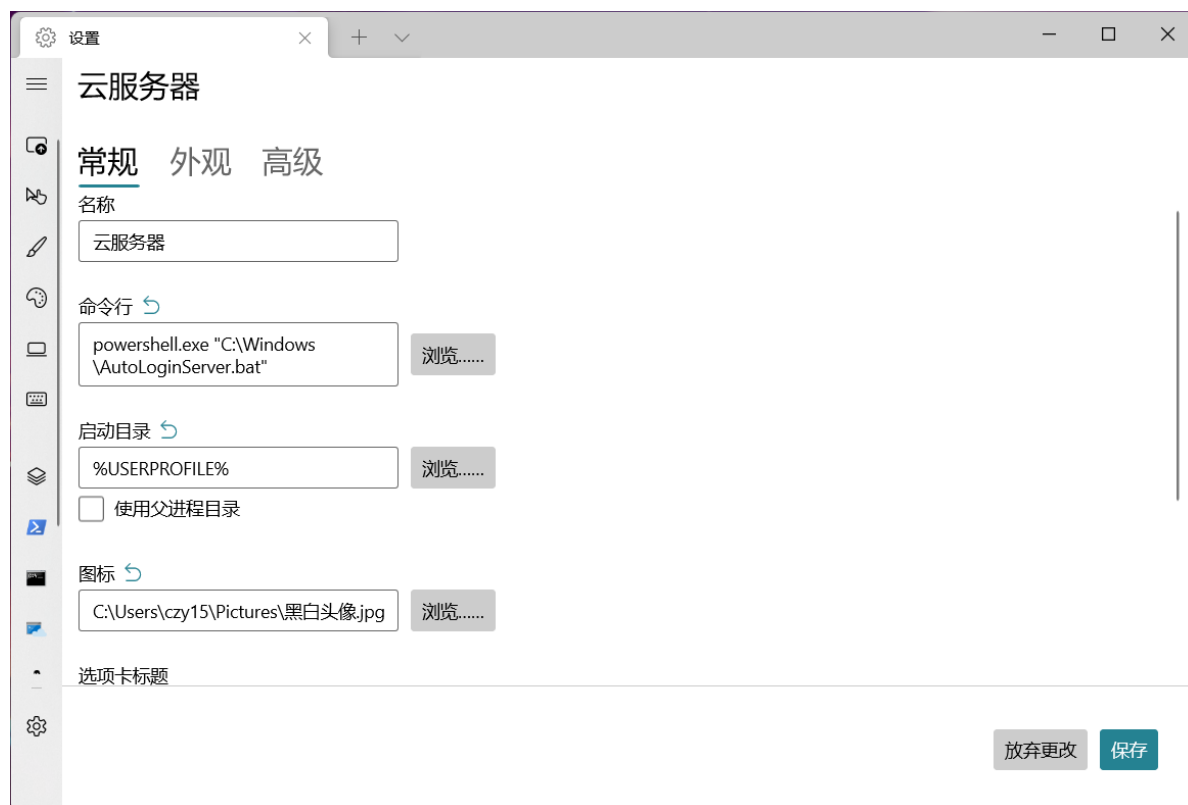 设置
云服务器
常规 外观 高级
名称
云服务器
命令行
powershell.exe "C:\Windows
\AutoLoginServer.bat"
浏览......
启动目录
%USERPROFILE%
浏览......
使用父进程目录
图标
C:\Users\czy15\Pictures\黑白头像.jpg
浏览......
选项卡标题
放弃更改
保存